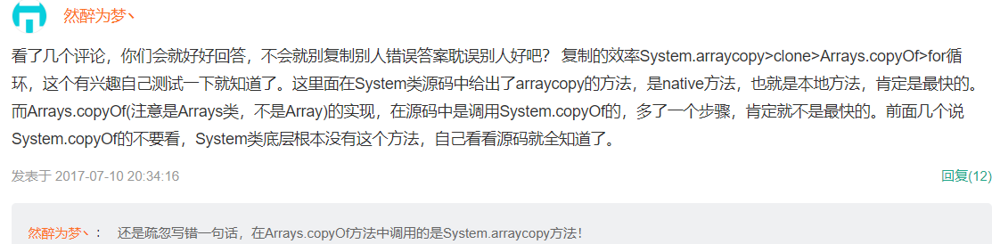 然醉为梦丶
看了几个评论，你们会就好好回答，不会就别复制别人错误答案耽误别人好吧？ 复制的效率System.arraycopy>clone>Arrays.copyOf>for循
环，这个有兴趣自己测试一下就知道了。这里面在System类源码中给出了arraycopy的方法，是native方法，也就是本地方法，肯定是最快的。
而Arrays.copyOf(注意是Arrays类，不是Array)的实现，在源码中是调用System.copyOf的，多了一个步骤，肯定就不是最快的。前面几个说
System.copyOf的不要看，System类底层根本没有这个方法，自己看看源码就全知道了。
发表于 2017-07-10 20:34:16 回复(12)
然醉为梦丶： 还是疏忽写错一句话，在Arrays.copyOf方法中调用的是System.arraycopy方法！